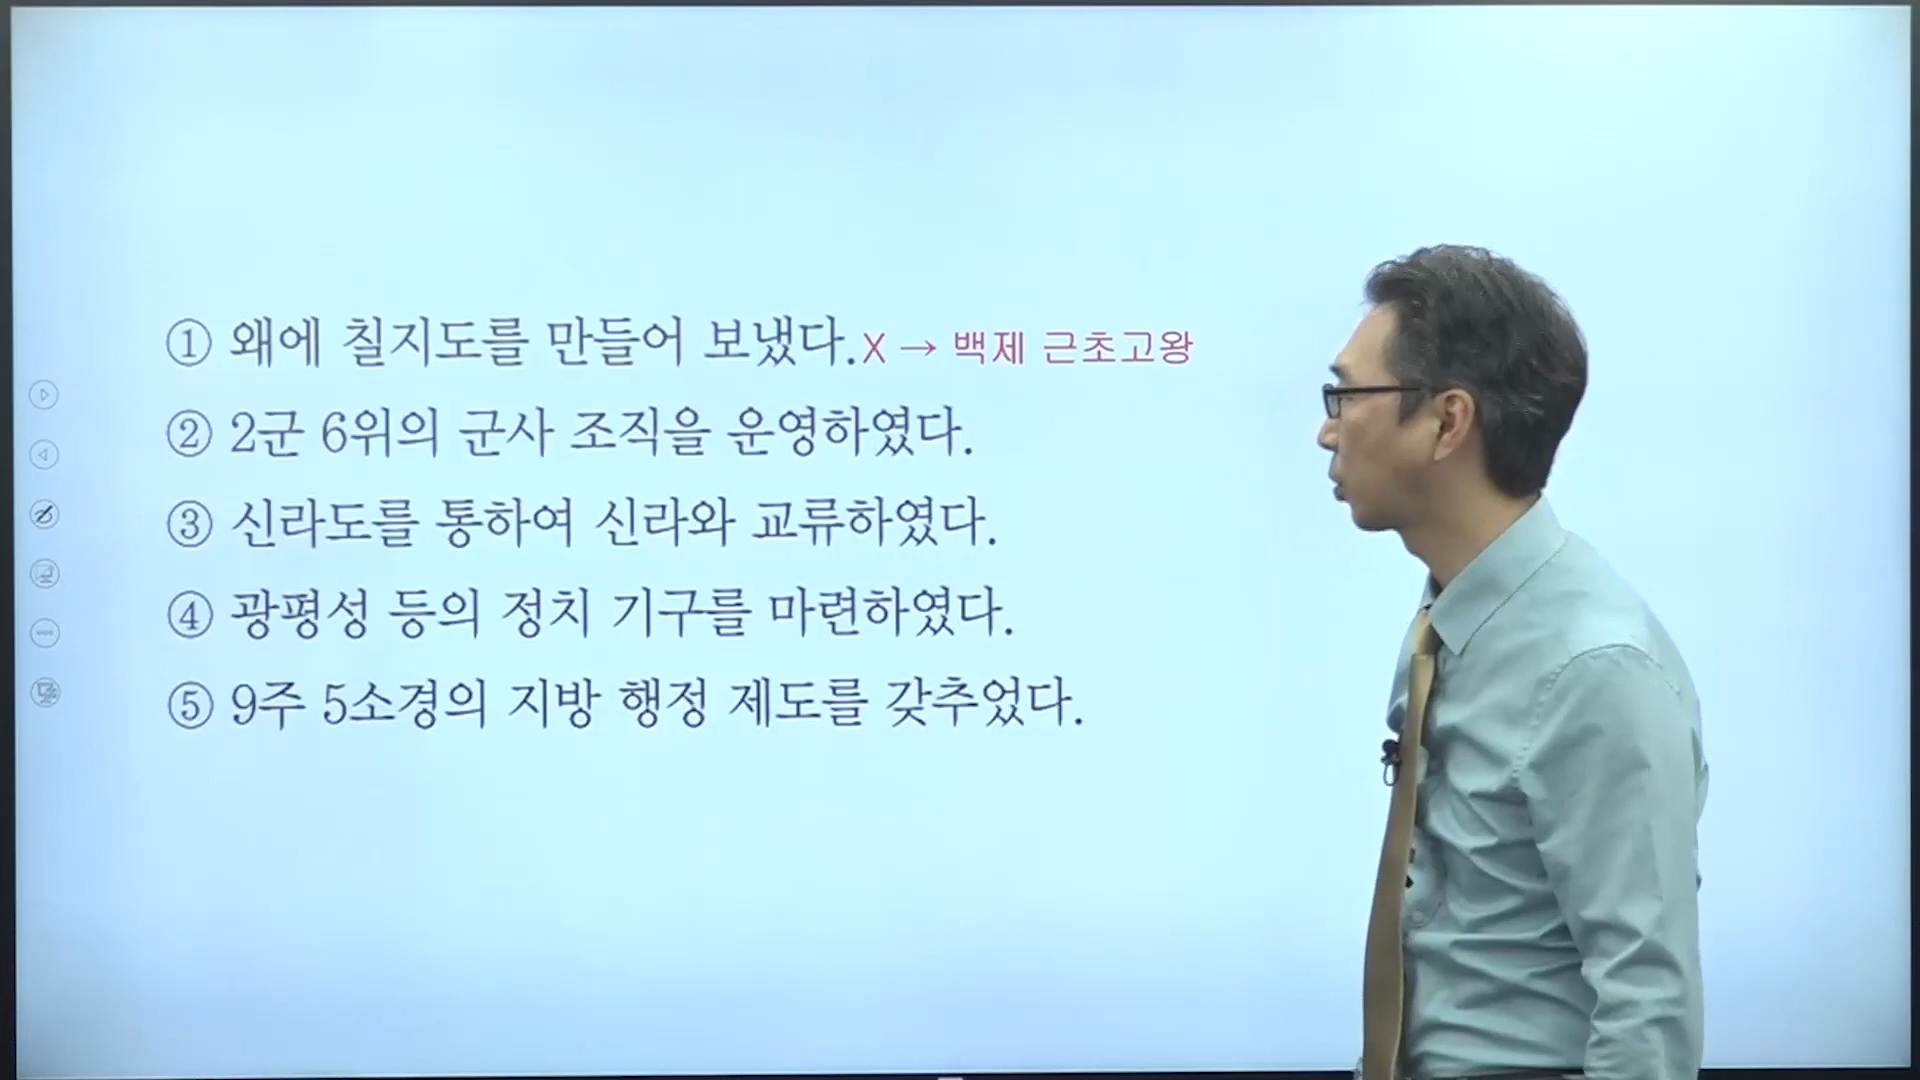 ① 왜에 칠지도를 만들어 보냈다. X → 백제 근초고왕
② 2군 6위의 군사 조직을 운영하였다.
③ 신라도를 통하여 신라와 교류하였다.
④ 광평성 등의 정치 기구를 마련하였다.
⑤ 9주 5소경의 지방 행정 제도를 갖추었다.